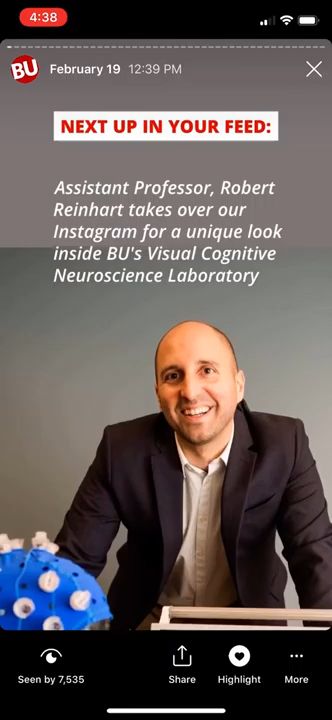 4:38
BU
February 19 12:39 PM
NEXT UP IN YOUR FEED:
Assistant Professor, Robert
Reinhart takes over our
Instagram for a unique look
inside BU's Visual Cognitive
Neuroscience Laboratory
Seen by 7,535
Share
Highlight
More